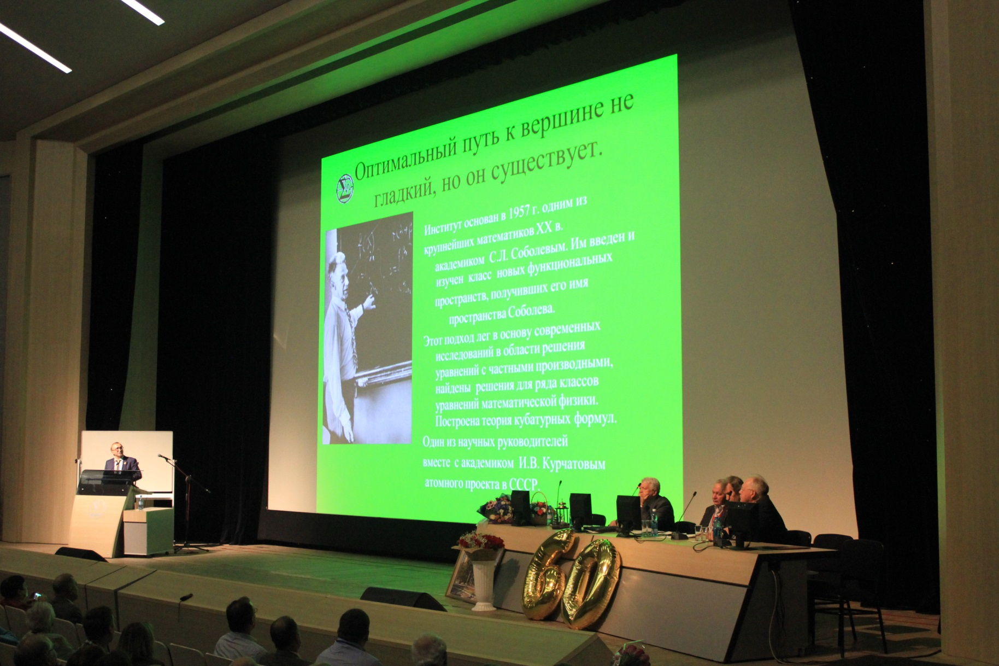 Оптимальный путь к вершине не
гладкий, но он существует.
Институт основан в 1957 г. одним из
крупнейших математиков XX в.
академиком С.Л. Соболевым. Им введен и
изучен класс новых функциональных
пространств, получивших его имя
пространства Соболева.
Этот подход лег в основу современных
исследований в области решения
уравнений с частными производными,
найдены решения для ряда классов
уравнений математической физики.
Построена теория кубатурных формул.
Один из научных руководителей
вместе с академиком И.В. Курчатовым
атомного проекта в СССР.
60